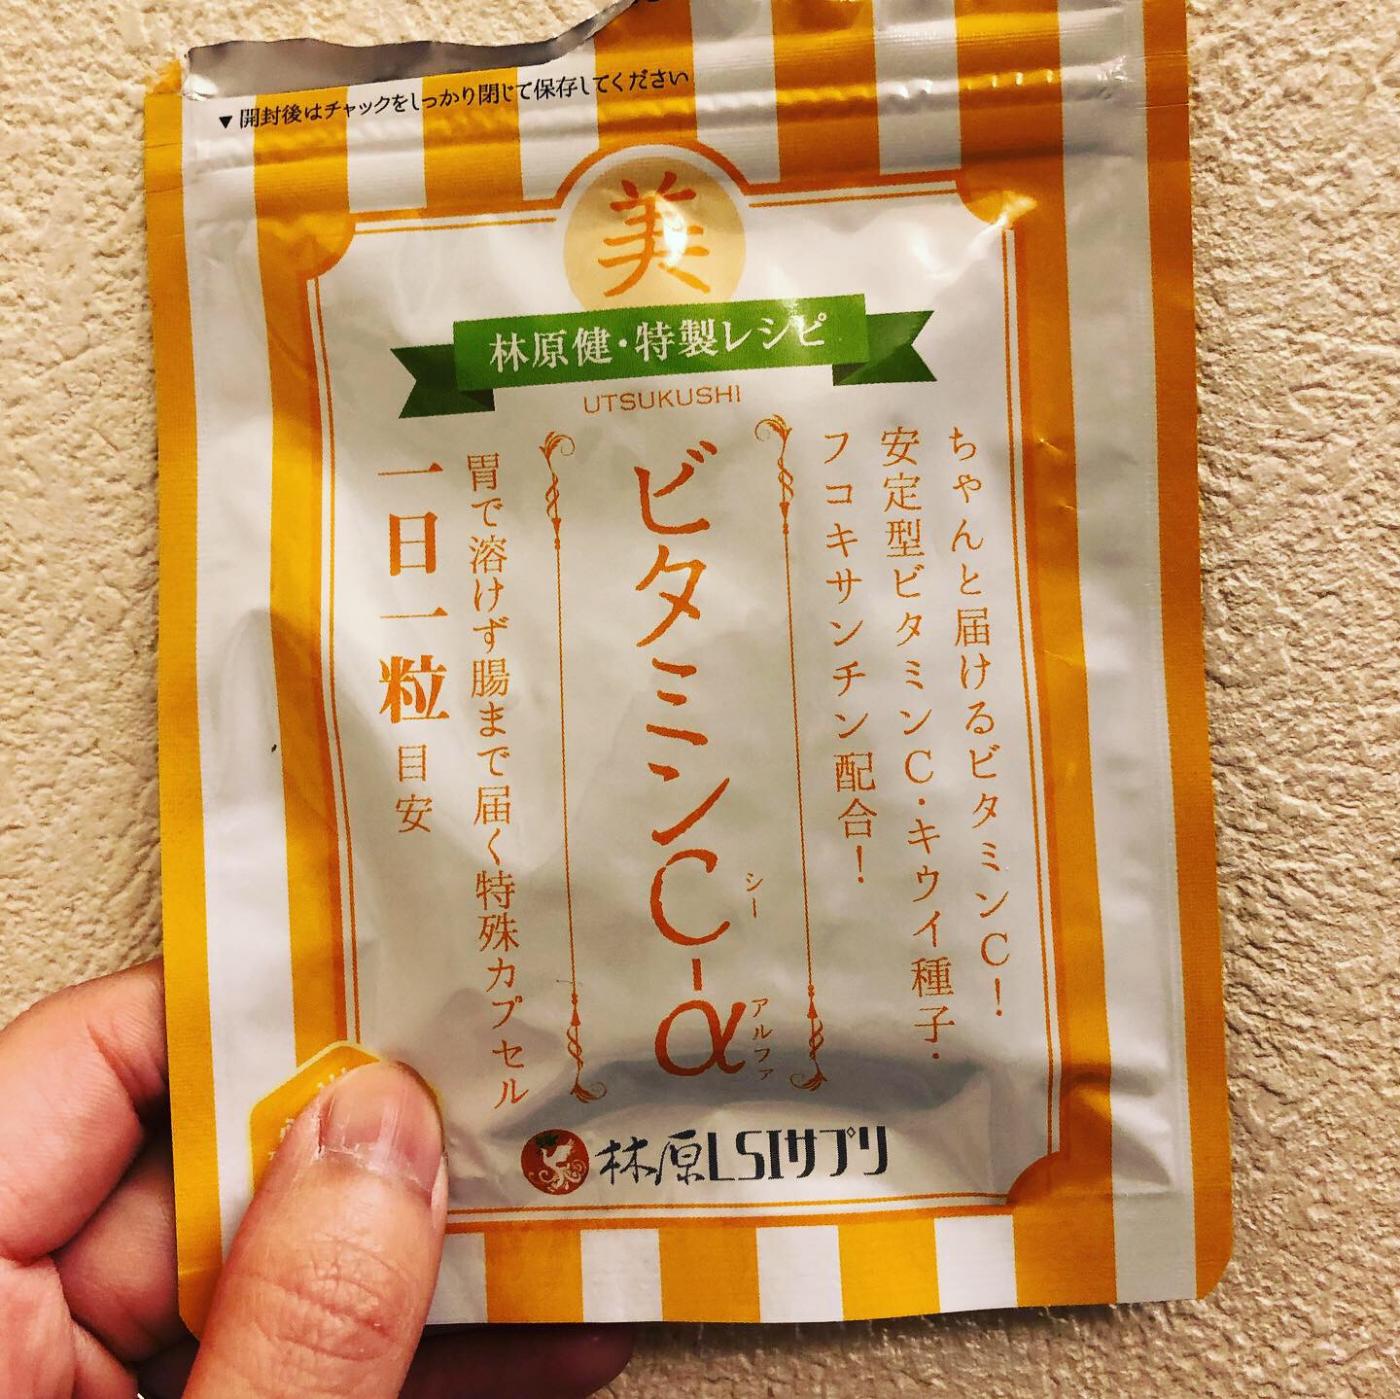 ▼開封後はチャックをしっかり閉じて保存してください
美
林原健・特製レシピ
UTSUKUSHI
ちゃんと届けるビタミンC！
安定型ビタミンC・キウイ種子・
フコキサンチン配合！
ビタミンC-α
シー
アルファ
胃で溶けず腸まで届く特殊カプセル
一日一粒目安
林原LSIサプリ